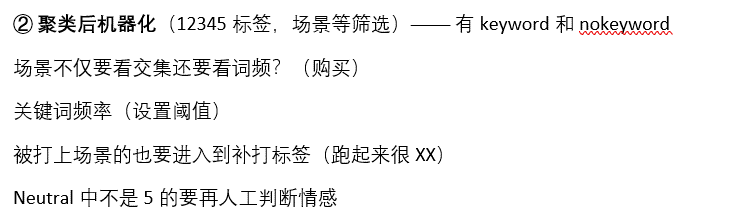 ② 聚类后机器化（12345 标签，场景等筛选）—— 有 keyword 和 nokeyword
场景不仅要看交集还要看词频？（购买）
关键词频率（设置阈值）
被打上场景的也要进入到补打标签（跑起来很 XX）
Neutral 中不是 5 的要再人工判断情感